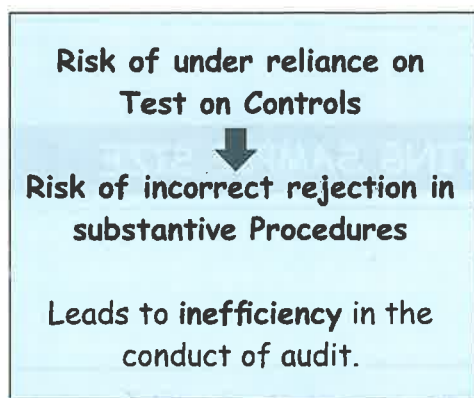 Risk of under reliance on
Test on Controls
Risk of incorrect rejection in
substantive Procedures
Leads to inefficiency in the
conduct of audit.